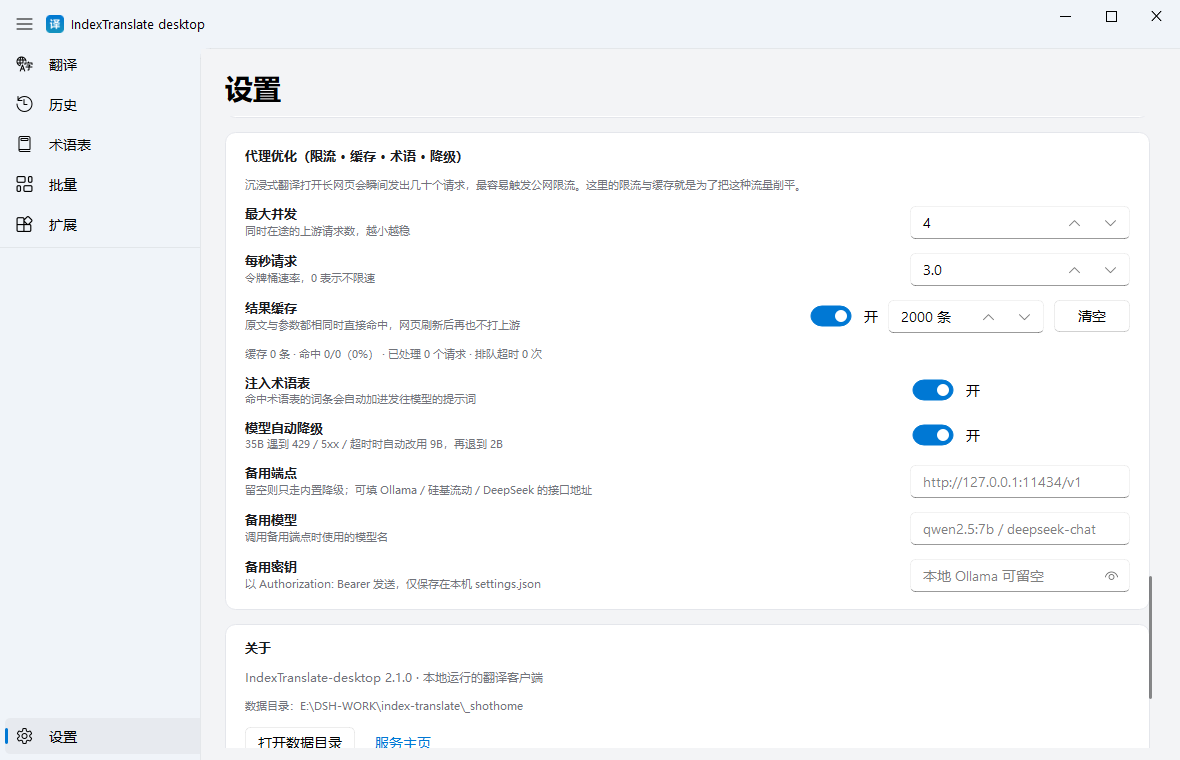 译 IndexTranslate desktop
翻译
历史
术语表
批量
扩展
设置
设置
代理优化（限流 • 缓存 • 术语 • 降级）
沉浸式翻译打开长网页会瞬间发出几十个请求，最容易触发公网限流。这里的限流与缓存就是为了把这种流量削平。
最大并发
同时在途的上游请求数，越小越稳
4
每秒请求
令牌桶速率，0 表示不限速
3.0
结果缓存
原文与参数都相同时直接命中，网页刷新后再也不打上游
开
2000 条
清空
缓存 0 条 · 命中 0/0（0%） · 已处理 0 个请求 · 排队超时 0 次
注入术语表
命中术语表的词条会自动加进发往模型的提示词
开
模型自动降级
35B 遇到 429 / 5xx / 超时时自动改用 9B，再退到 2B
开
备用端点
留空则只走内置降级；可填 Ollama / 硅基流动 / DeepSeek 的接口地址
http://127.0.0.1:11434/v1
备用模型
调用备用端点时使用的模型名
qwen2.5:7b / deepseek-chat
备用密钥
以 Authorization: Bearer 发送，仅保存在本机 settings.json
本地 Ollama 可留空
关于
IndexTranslate-desktop 2.1.0 · 本地运行的翻译客户端
数据目录：E:\DSH-WORK\index-translate\_shothome
打开数据目录
服务主页